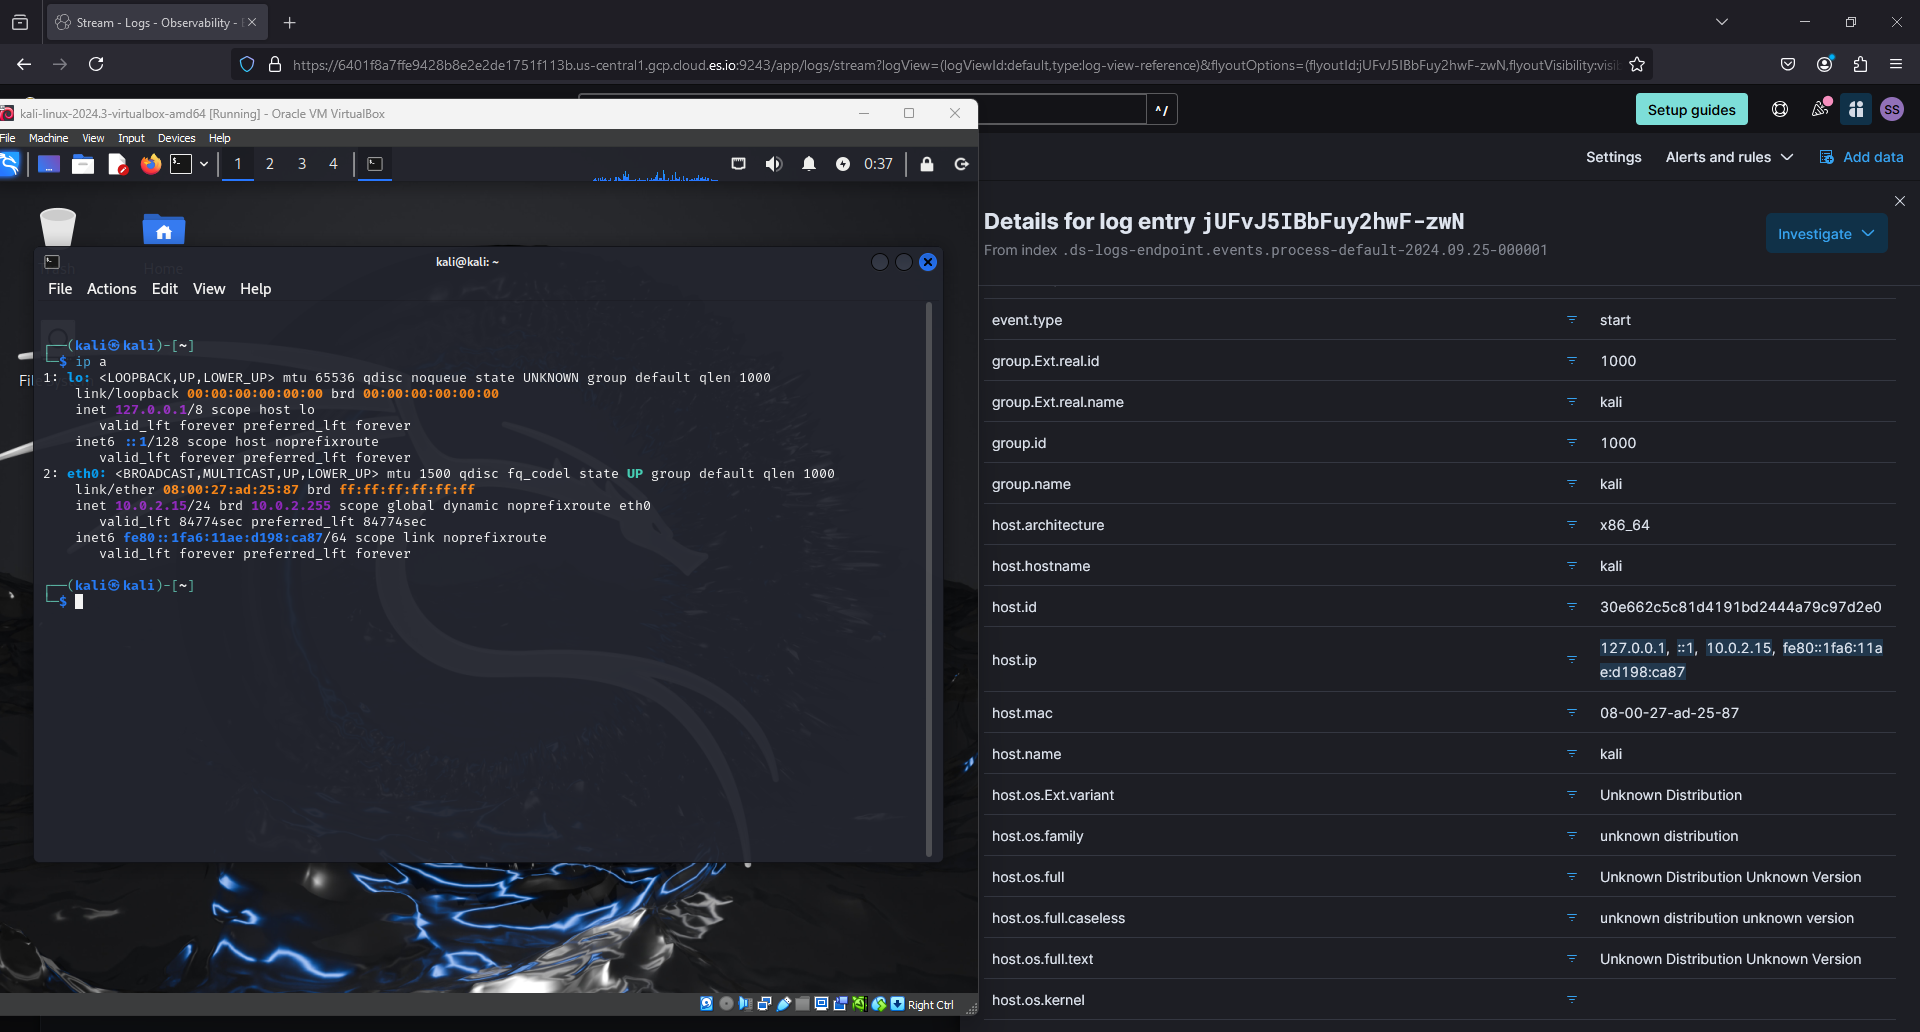 Stream - Logs - Observability -
https://6401f8a7ffe9428b8e2e2de1751f113b.us-central1.gcp.cloud.es.io:9243/app/logs/stream?logView=(logViewId:default,type:log-view-reference)&flyoutOptions=(flyoutId:jUFvJ5IBbFuy2hwF-zwN,flyoutVisibility:visib
kali-linux-2024.3-virtualbox-amd64 [Running] - Oracle VM VirtualBox
File Machine View Input Devices Help
1 2 3 4 0:37
Home
kali@kali: ~
File Actions Edit View Help
┌──(kali㉿kali)-[~]
└─$ ip a
1: lo: <LOOPBACK,UP,LOWER_UP> mtu 65536 qdisc noqueue state UNKNOWN group default qlen 1000
link/loopback 00:00:00:00:00:00 brd 00:00:00:00:00:00
inet 127.0.0.1/8 scope host lo
valid_lft forever preferred_lft forever
inet6 ::1/128 scope host noprefixroute
valid_lft forever preferred_lft forever
2: eth0: <BROADCAST,MULTICAST,UP,LOWER_UP> mtu 1500 qdisc fq_codel state UP group default qlen 1000
link/ether 08:00:27:ad:25:87 brd ff:ff:ff:ff:ff:ff
inet 10.0.2.15/24 brd 10.0.2.255 scope global dynamic noprefixroute eth0
valid_lft 84774sec preferred_lft 84774sec
inet6 fe80::1fa6:11ae:d198:ca87/64 scope link noprefixroute
valid_lft forever preferred_lft forever
┌──(kali㉿kali)-[~]
└─$
Right Ctrl
^/
Setup guides
SS
Settings Alerts and rules Add data
Details for log entry jUFvJ5IBbFuy2hwF-zwN
From index .ds-logs-endpoint.events.process-default-2024.09.25-000001
Investigate
event.type start
group.Ext.real.id 1000
group.Ext.real.name kali
group.id 1000
group.name kali
host.architecture x86_64
host.hostname kali
host.id 30e662c5c81d4191bd2444a79c97d2e0
host.ip 127.0.0.1, ::1, 10.0.2.15, fe80::1fa6:11a
e:d198:ca87
host.mac 08-00-27-ad-25-87
host.name kali
host.os.Ext.variant Unknown Distribution
host.os.family unknown distribution
host.os.full Unknown Distribution Unknown Version
host.os.full.caseless unknown distribution unknown version
host.os.full.text Unknown Distribution Unknown Version
host.os.kernel